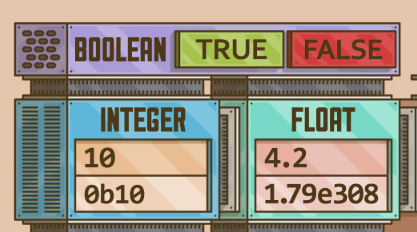 BOOLEAN TRUE FALSE
INTEGER
10
0b10
FLOAT
4.2
1.79e308